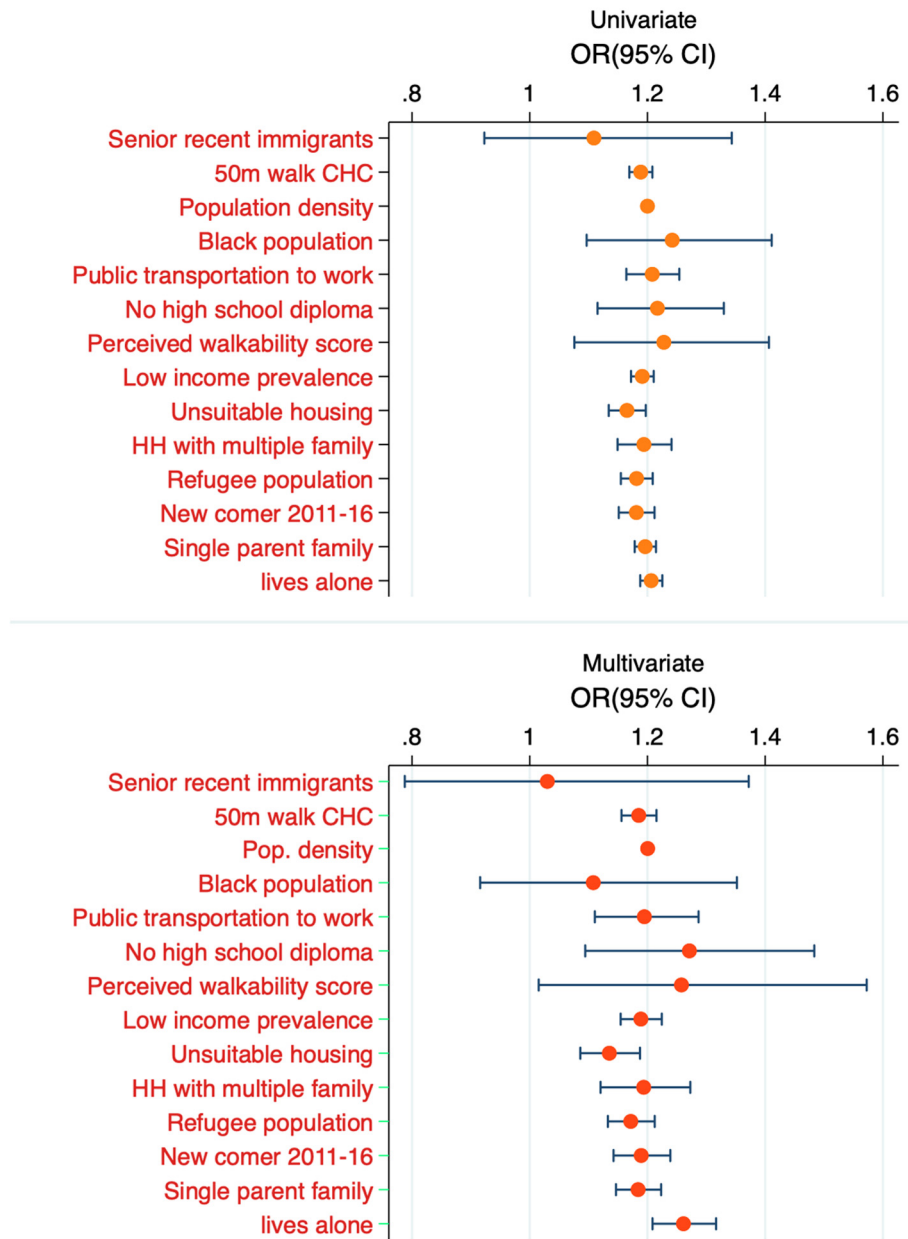 Univariate
OR(95% CI)
.8 1 1.2 1.4 1.6
Senior recent immigrants
50m walk CHC
Population density
Black population
Public transportation to work
No high school diploma
Perceived walkability score
Low income prevalence
Unsuitable housing
HH with multiple family
Refugee population
New comer 2011-16
Single parent family
lives alone
Multivariate
OR(95% CI)
.8 1 1.2 1.4 1.6
Senior recent immigrants
50m walk CHC
Pop. density
Black population
Public transportation to work
No high school diploma
Perceived walkability score
Low income prevalence
Unsuitable housing
HH with multiple family
Refugee population
New comer 2011-16
Single parent family
lives alone